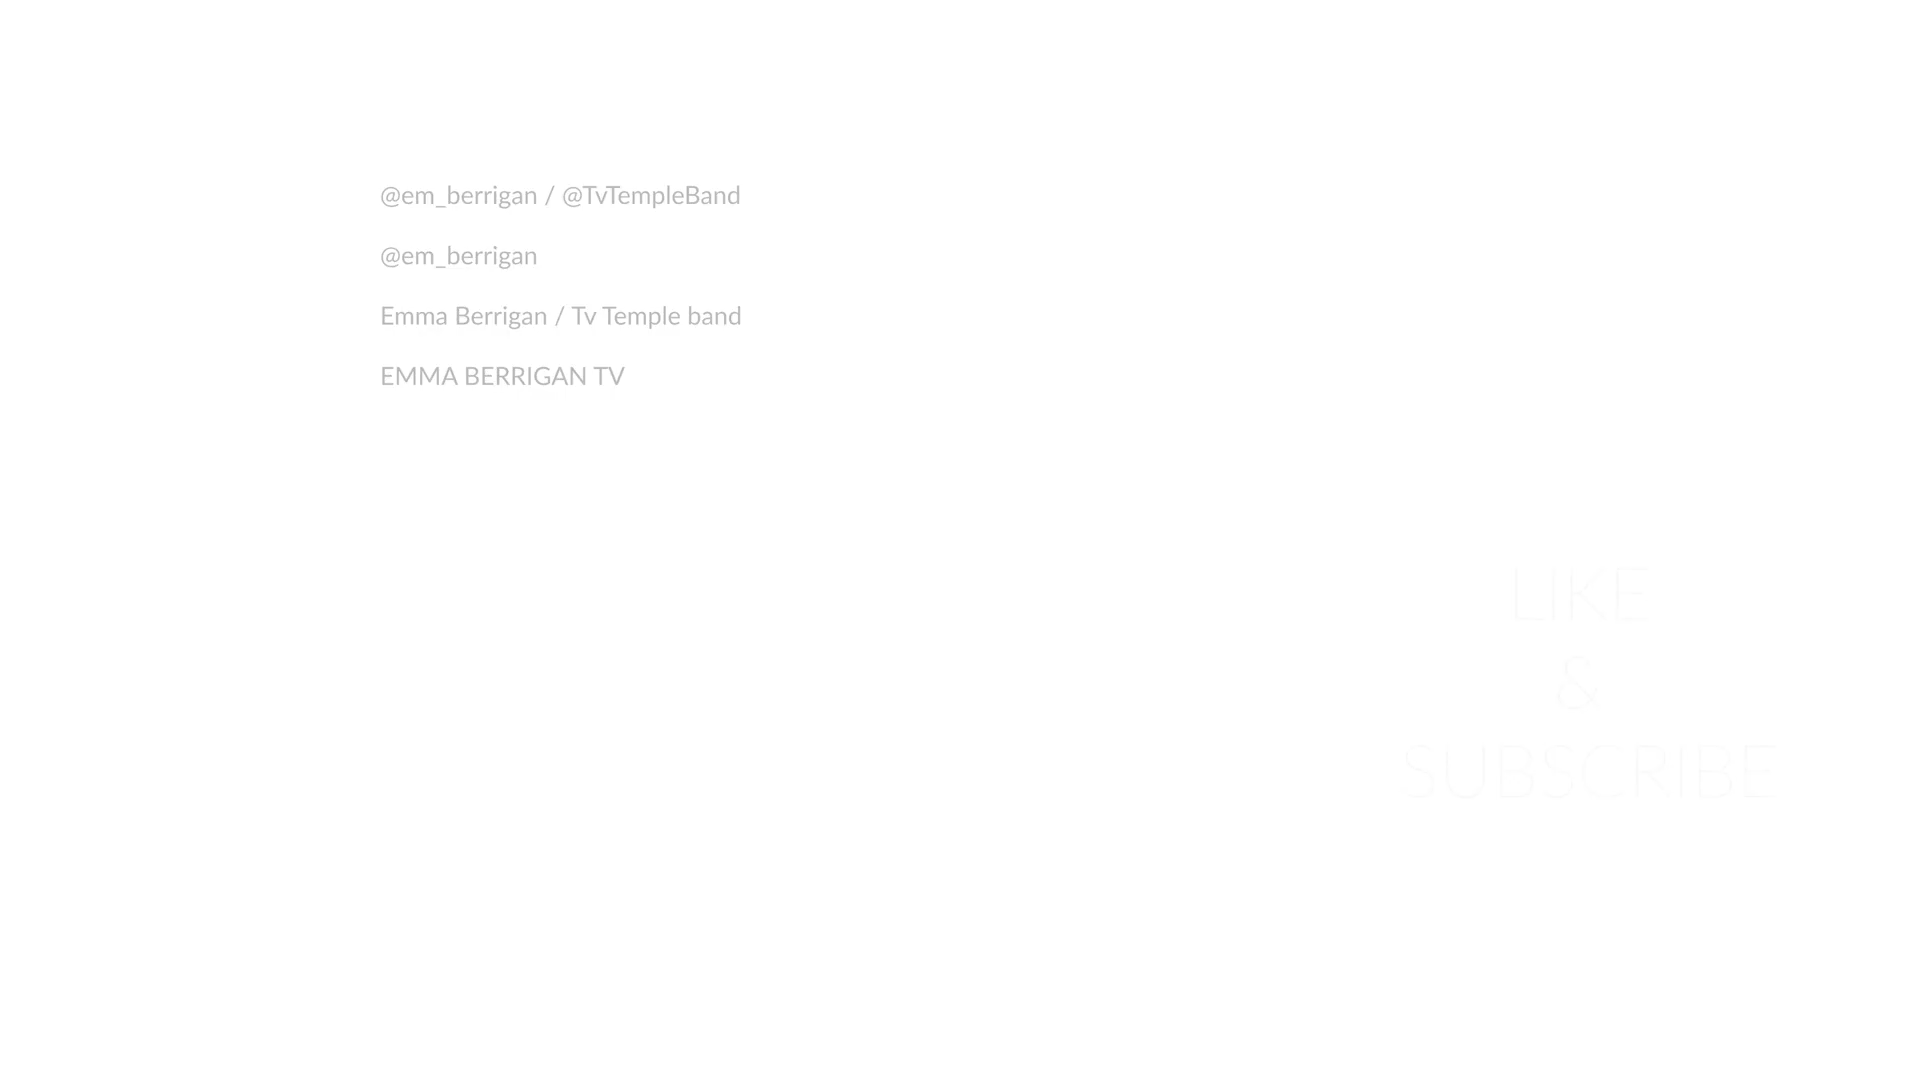 @em_berrigan / @TvTempleBand
@em_berrigan
Emma Berrigan / Tv Temple band
EMMA BERRIGAN TV
LIKE
&
SUBSCRIBE